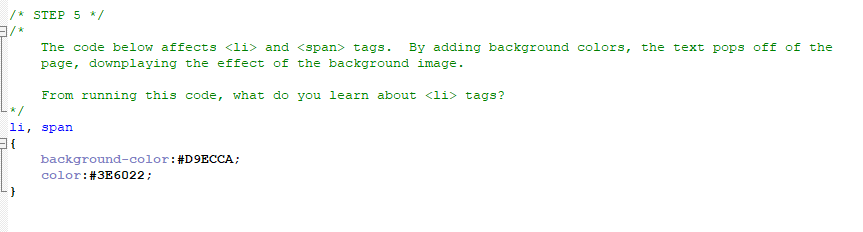 /* STEP 5 */
/*
The code below affects <li> and <span> tags.  By adding background colors, the text pops off of the
page, downplaying the effect of the background image.
From running this code, what do you learn about <li> tags?
*/
li, span
{
background-color:#D9ECCA;
color:#3E6022;
}